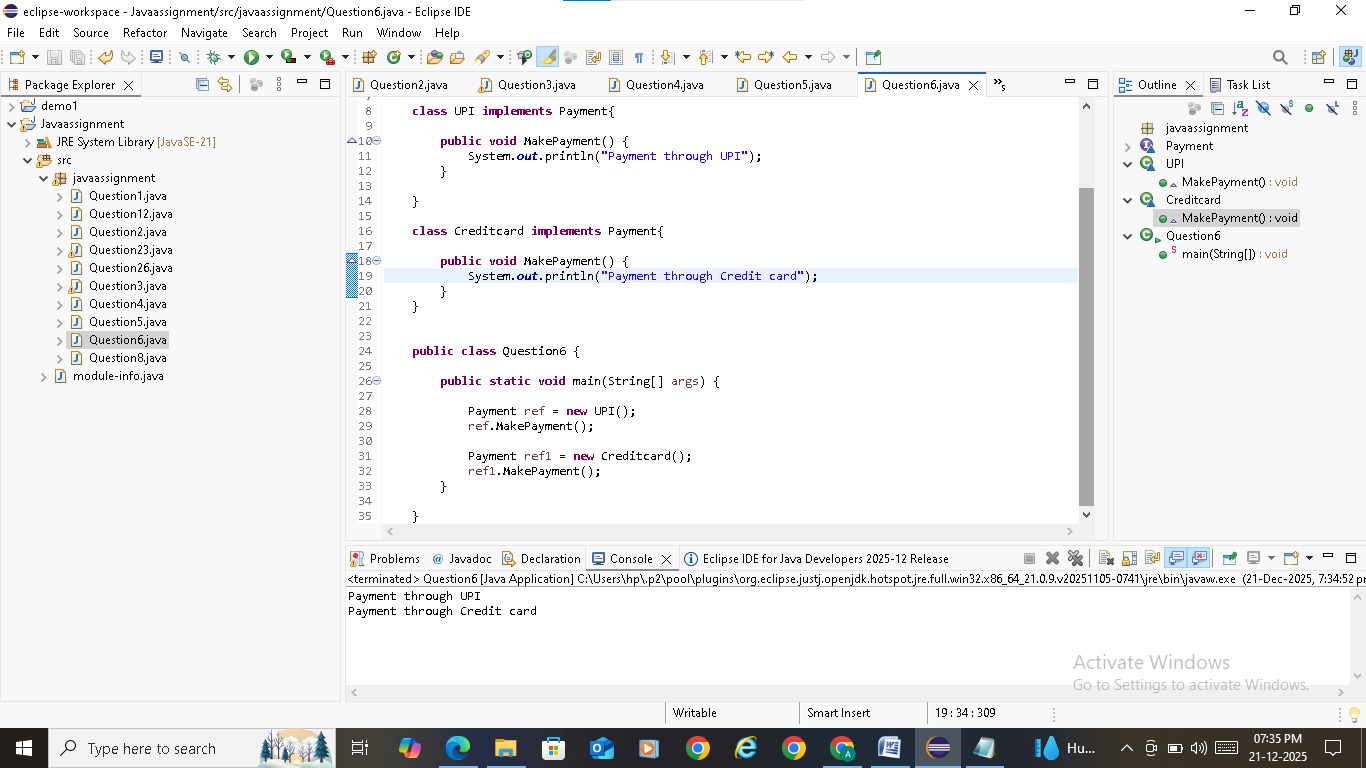 eclipse-workspace - Javaassignment/src/javaassignment/Question6.java - Eclipse IDE
File Edit Source Refactor Navigate Search Project Run Window Help
Package Explorer
demo1
Javaassignment
JRE System Library [JavaSE-21]
src
javaassignment
Question1.java
Question12.java
Question2.java
Question23.java
Question26.java
Question3.java
Question4.java
Question5.java
Question6.java
Question8.java
module-info.java
Question2.java Question3.java Question4.java Question5.java Question6.java »5
8 class UPI implements Payment{
9
10 public void MakePayment() {
11 System.out.println("Payment through UPI");
12 }
13
14 }
15
16 class Creditcard implements Payment{
17
18 public void MakePayment() {
19 System.out.println("Payment through Credit card");
20 }
21 }
22
23
24 public class Question6 {
25
26 public static void main(String[] args) {
27
28 Payment ref = new UPI();
29 ref.MakePayment();
30
31 Payment ref1 = new Creditcard();
32 ref1.MakePayment();
33 }
34
35 }
Outline Task List
javaassignment
Payment
UPI
MakePayment() : void
Creditcard
MakePayment() : void
Question6
main(String[]) : void
Problems @ Javadoc Declaration Console Eclipse IDE for Java Developers 2025-12 Release
<terminated> Question6 [Java Application] C:\Users\hp\.p2\pool\plugins\org.eclipse.justj.openjdk.hotspot.jre.full.win32.x86_64_21.0.9.v20251105-0741\jre\bin\javaw.exe (21-Dec-2025, 7:34:52 pr
Payment through UPI
Payment through Credit card
Activate Windows
Go to Settings to activate Windows.
Writable Smart Insert 19 : 34 : 309
Type here to search
Hu...
07:35 PM
21-12-2025